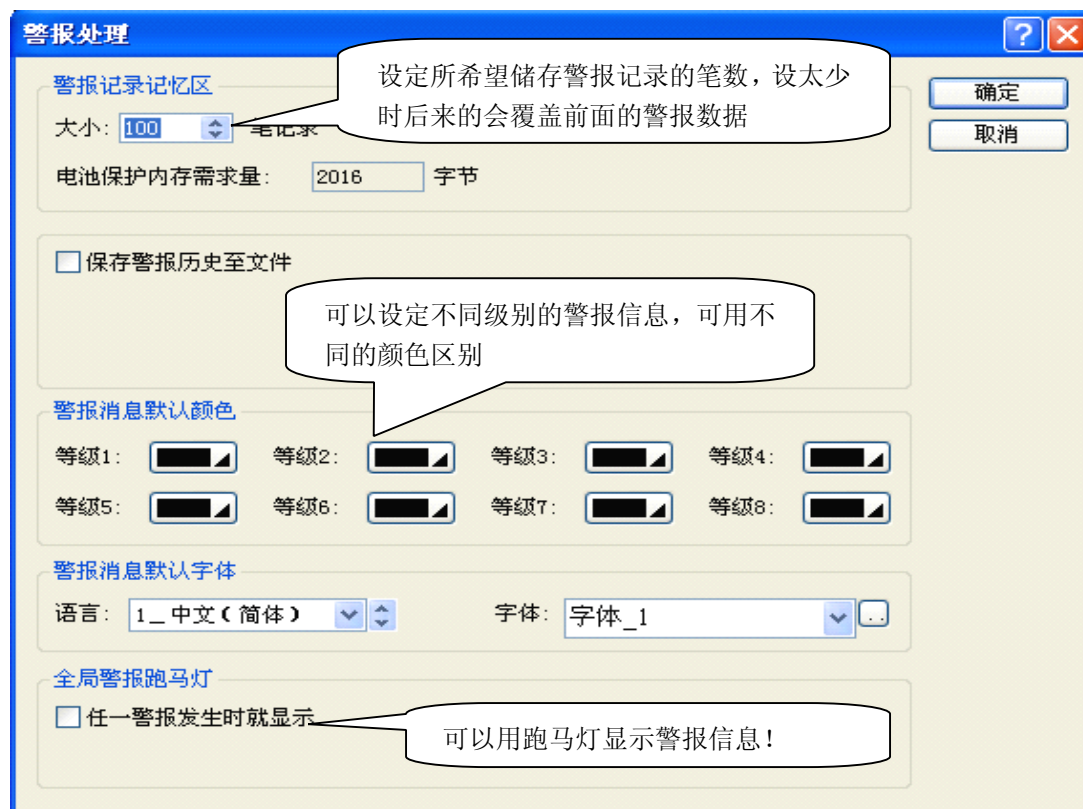 警报处理
警报记录记忆区
设定所希望储存警报记录的笔数，设太少
时后来的会覆盖前面的警报数据
确定
大小: 100 笔记录
取消
电池保护内存需求量: 2016 字节
保存警报历史至文件
可以设定不同级别的警报信息，可用不
同的颜色区别
警报消息默认颜色
等级1: 等级2: 等级3: 等级4:
等级5: 等级6: 等级7: 等级8:
警报消息默认字体
语言: 1_中文(简体) 字体: 字体_1 ..
全局警报跑马灯
任一警报发生时就显示
可以用跑马灯显示警报信息！